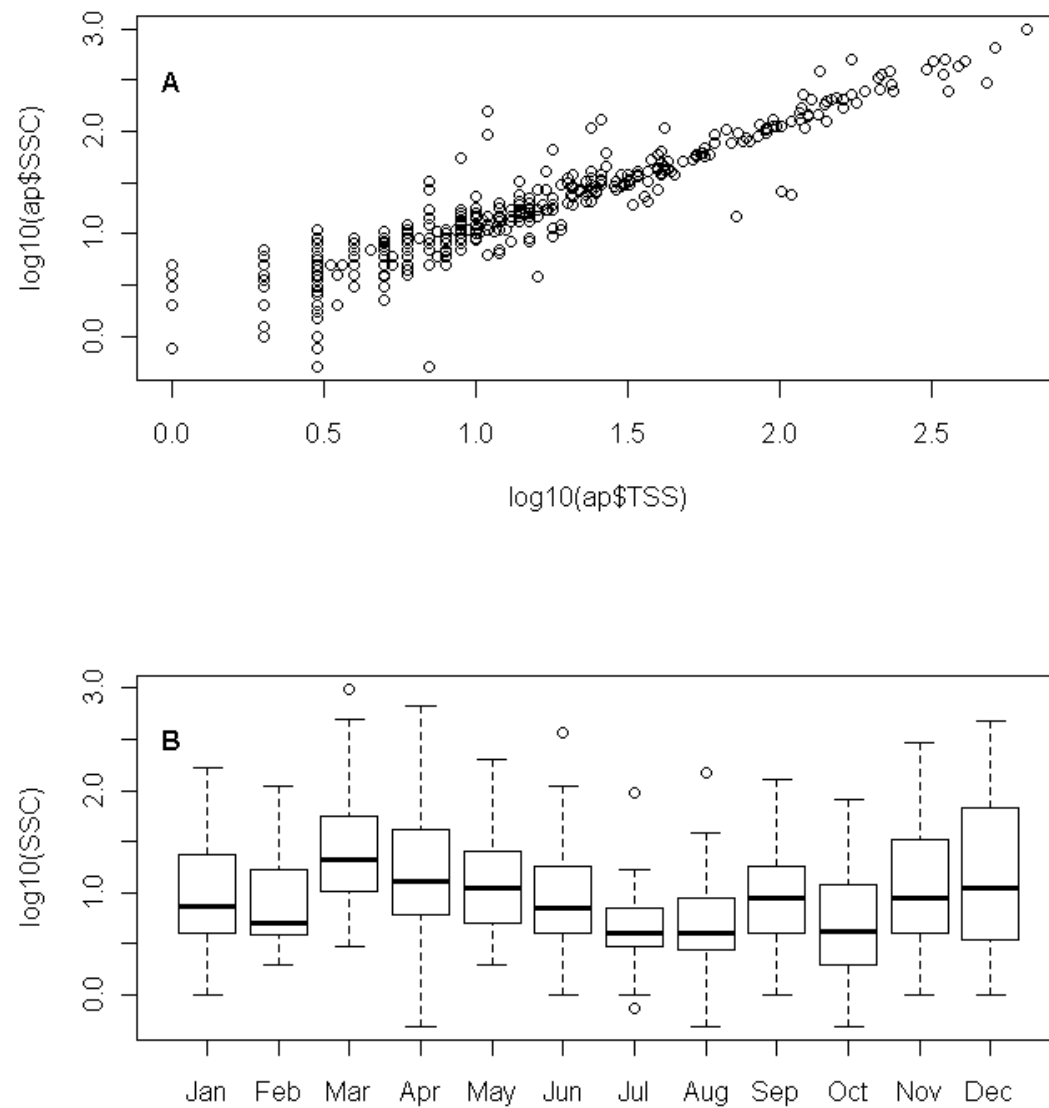 A
log10(ap$SSC)
3.0
2.0
1.0
0.0
0.0 0.5 1.0 1.5 2.0 2.5
log10(ap$TSS)
B
log10(SSC)
3.0
2.0
1.0
0.0
Jan Feb Mar Apr May Jun Jul Aug Sep Oct Nov Dec